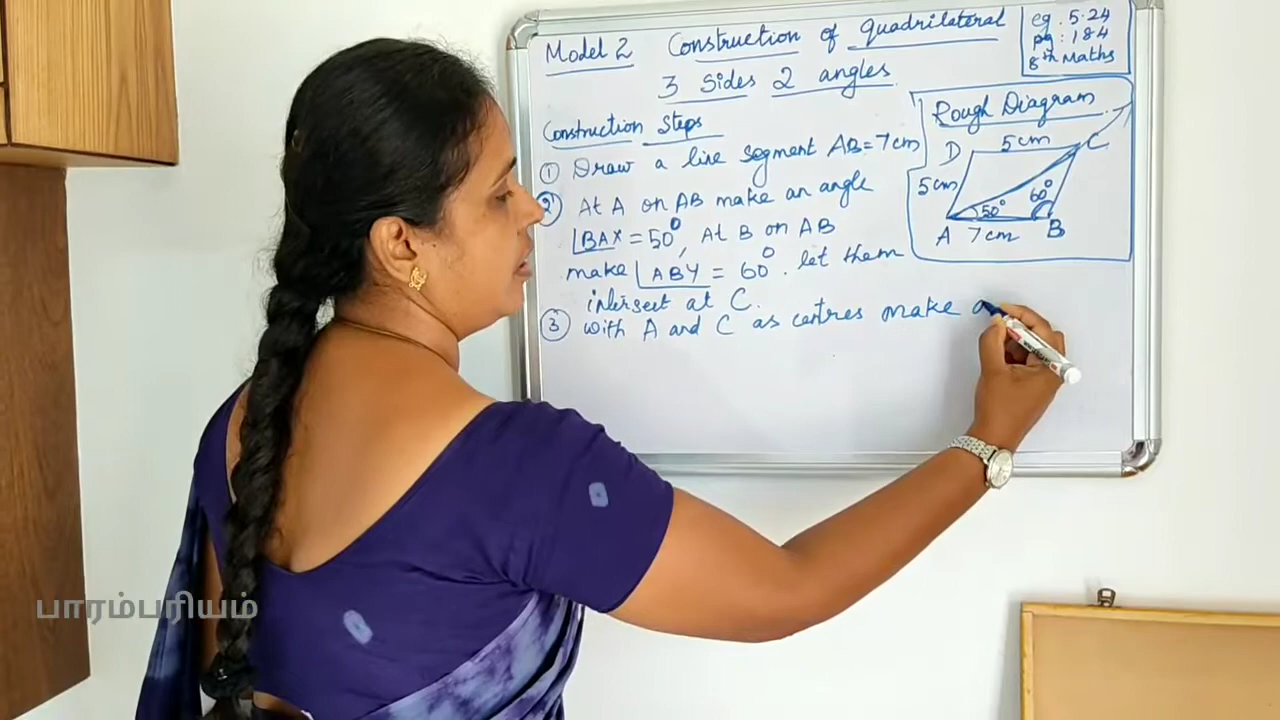 Model 2 Construction of quadrilateral
3 Sides 2 angles
eg: 5.24
pg: 184
8th Maths
Construction Steps
① Draw a line segment AB=7cm
② At A on AB make an angle
∠BAX = 50°, At B on AB
make ∠ABY = 60°. let them
intersect at C.
③ with A and C as centres make a
Rough Diagram
D 5cm C
5cm
50° 60°
A 7cm B
பாரம்பரியம்